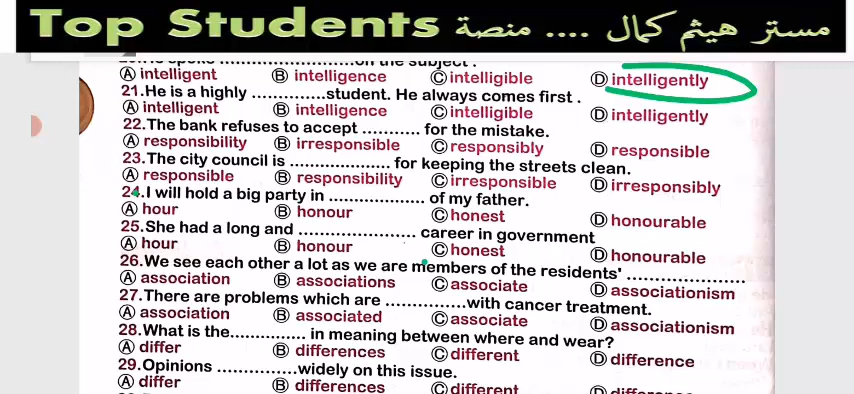 Top Students مستر هيثم كمال .... منصة
spoke ......................on the subject .
Ⓐ intelligent Ⓑ intelligence Ⓒ intelligible Ⓓ intelligently
21.He is a highly .............student. He always comes first .
Ⓐ intelligent Ⓑ intelligence Ⓒ intelligible Ⓓ intelligently
22.The bank refuses to accept ........... for the mistake.
Ⓐ responsibility Ⓑ irresponsible Ⓒ responsibly Ⓓ responsible
23.The city council is .................. for keeping the streets clean.
Ⓐ responsible Ⓑ responsibility Ⓒ irresponsible Ⓓ irresponsibly
24.I will hold a big party in ................. of my father.
Ⓐ hour Ⓑ honour Ⓒ honest Ⓓ honourable
25.She had a long and ..................... career in government
Ⓐ hour Ⓑ honour Ⓒ honest Ⓓ honourable
26.We see each other a lot as we are members of the residents' ......................
Ⓐ association Ⓑ associations Ⓒ associate Ⓓ associationism
27.There are problems which are ..............with cancer treatment.
Ⓐ association Ⓑ associated Ⓒ associate Ⓓ associationism
28.What is the.............. in meaning between where and wear?
Ⓐ differ Ⓑ differences Ⓒ different Ⓓ difference
29.Opinions ...............widely on this issue.
Ⓐ differ Ⓑ differences Ⓒ different